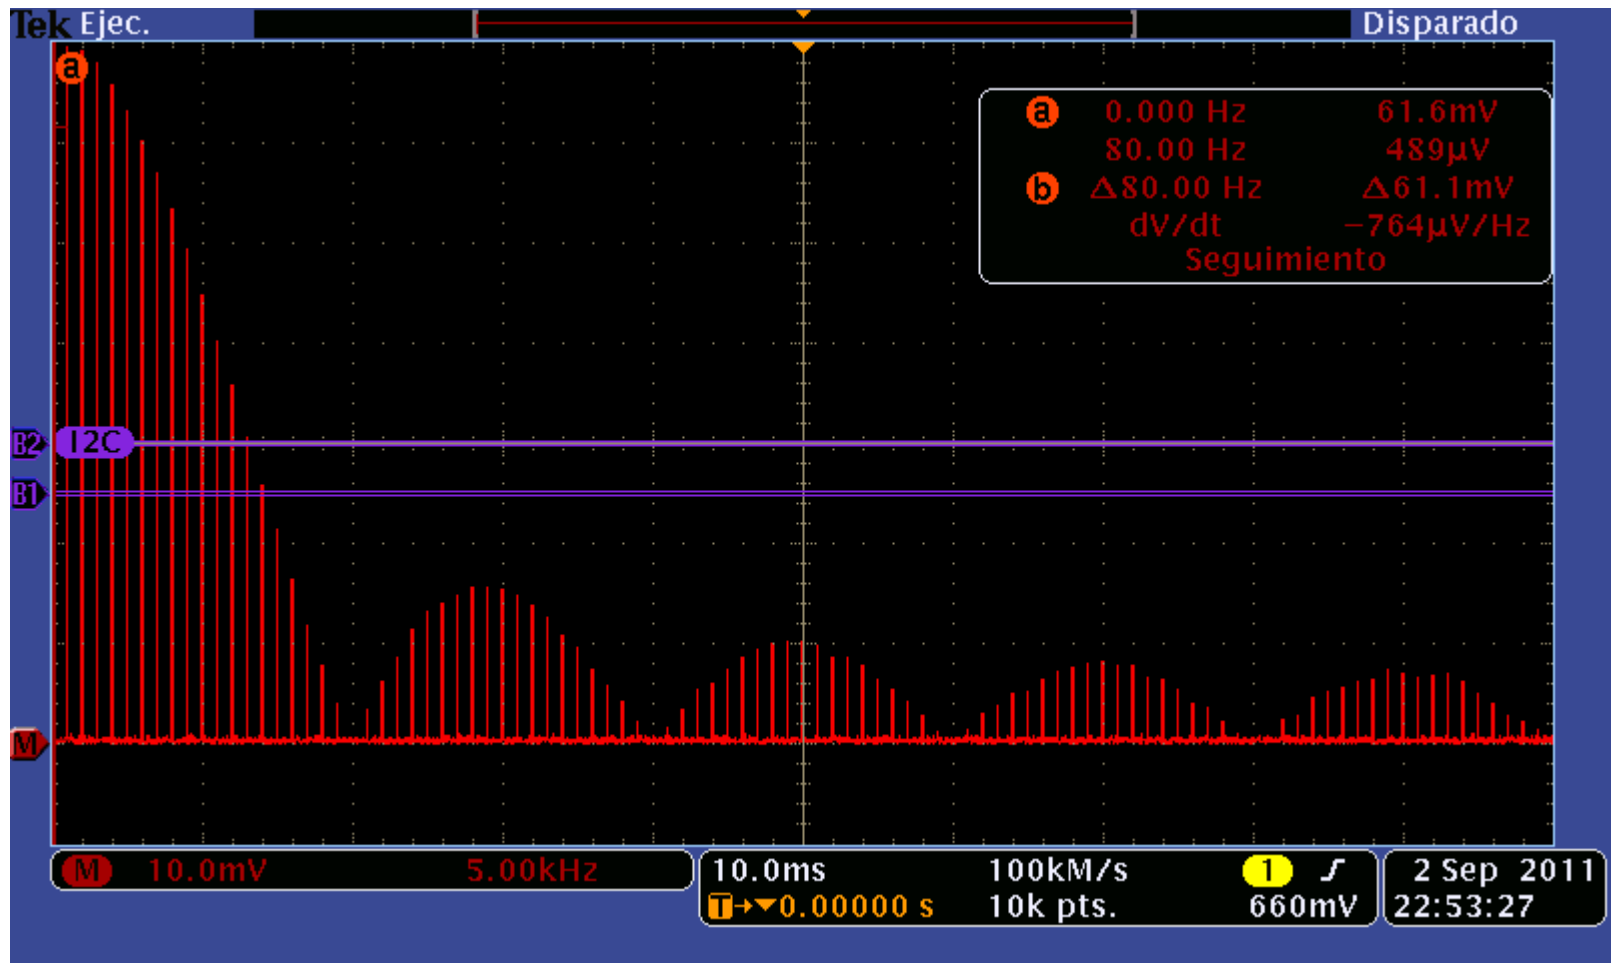 Tek Ejec. Disparado
a
a 0.000 Hz 61.6mV
80.00 Hz 489µV
b Δ80.00 Hz Δ61.1mV
dV/dt −764µV/Hz
Seguimiento
B2 I2C
B1
M
M 10.0mV 5.00kHz
10.0ms 100kM/s 1
T→▼0.00000 s 10k pts. 660mV
2 Sep 2011
22:53:27